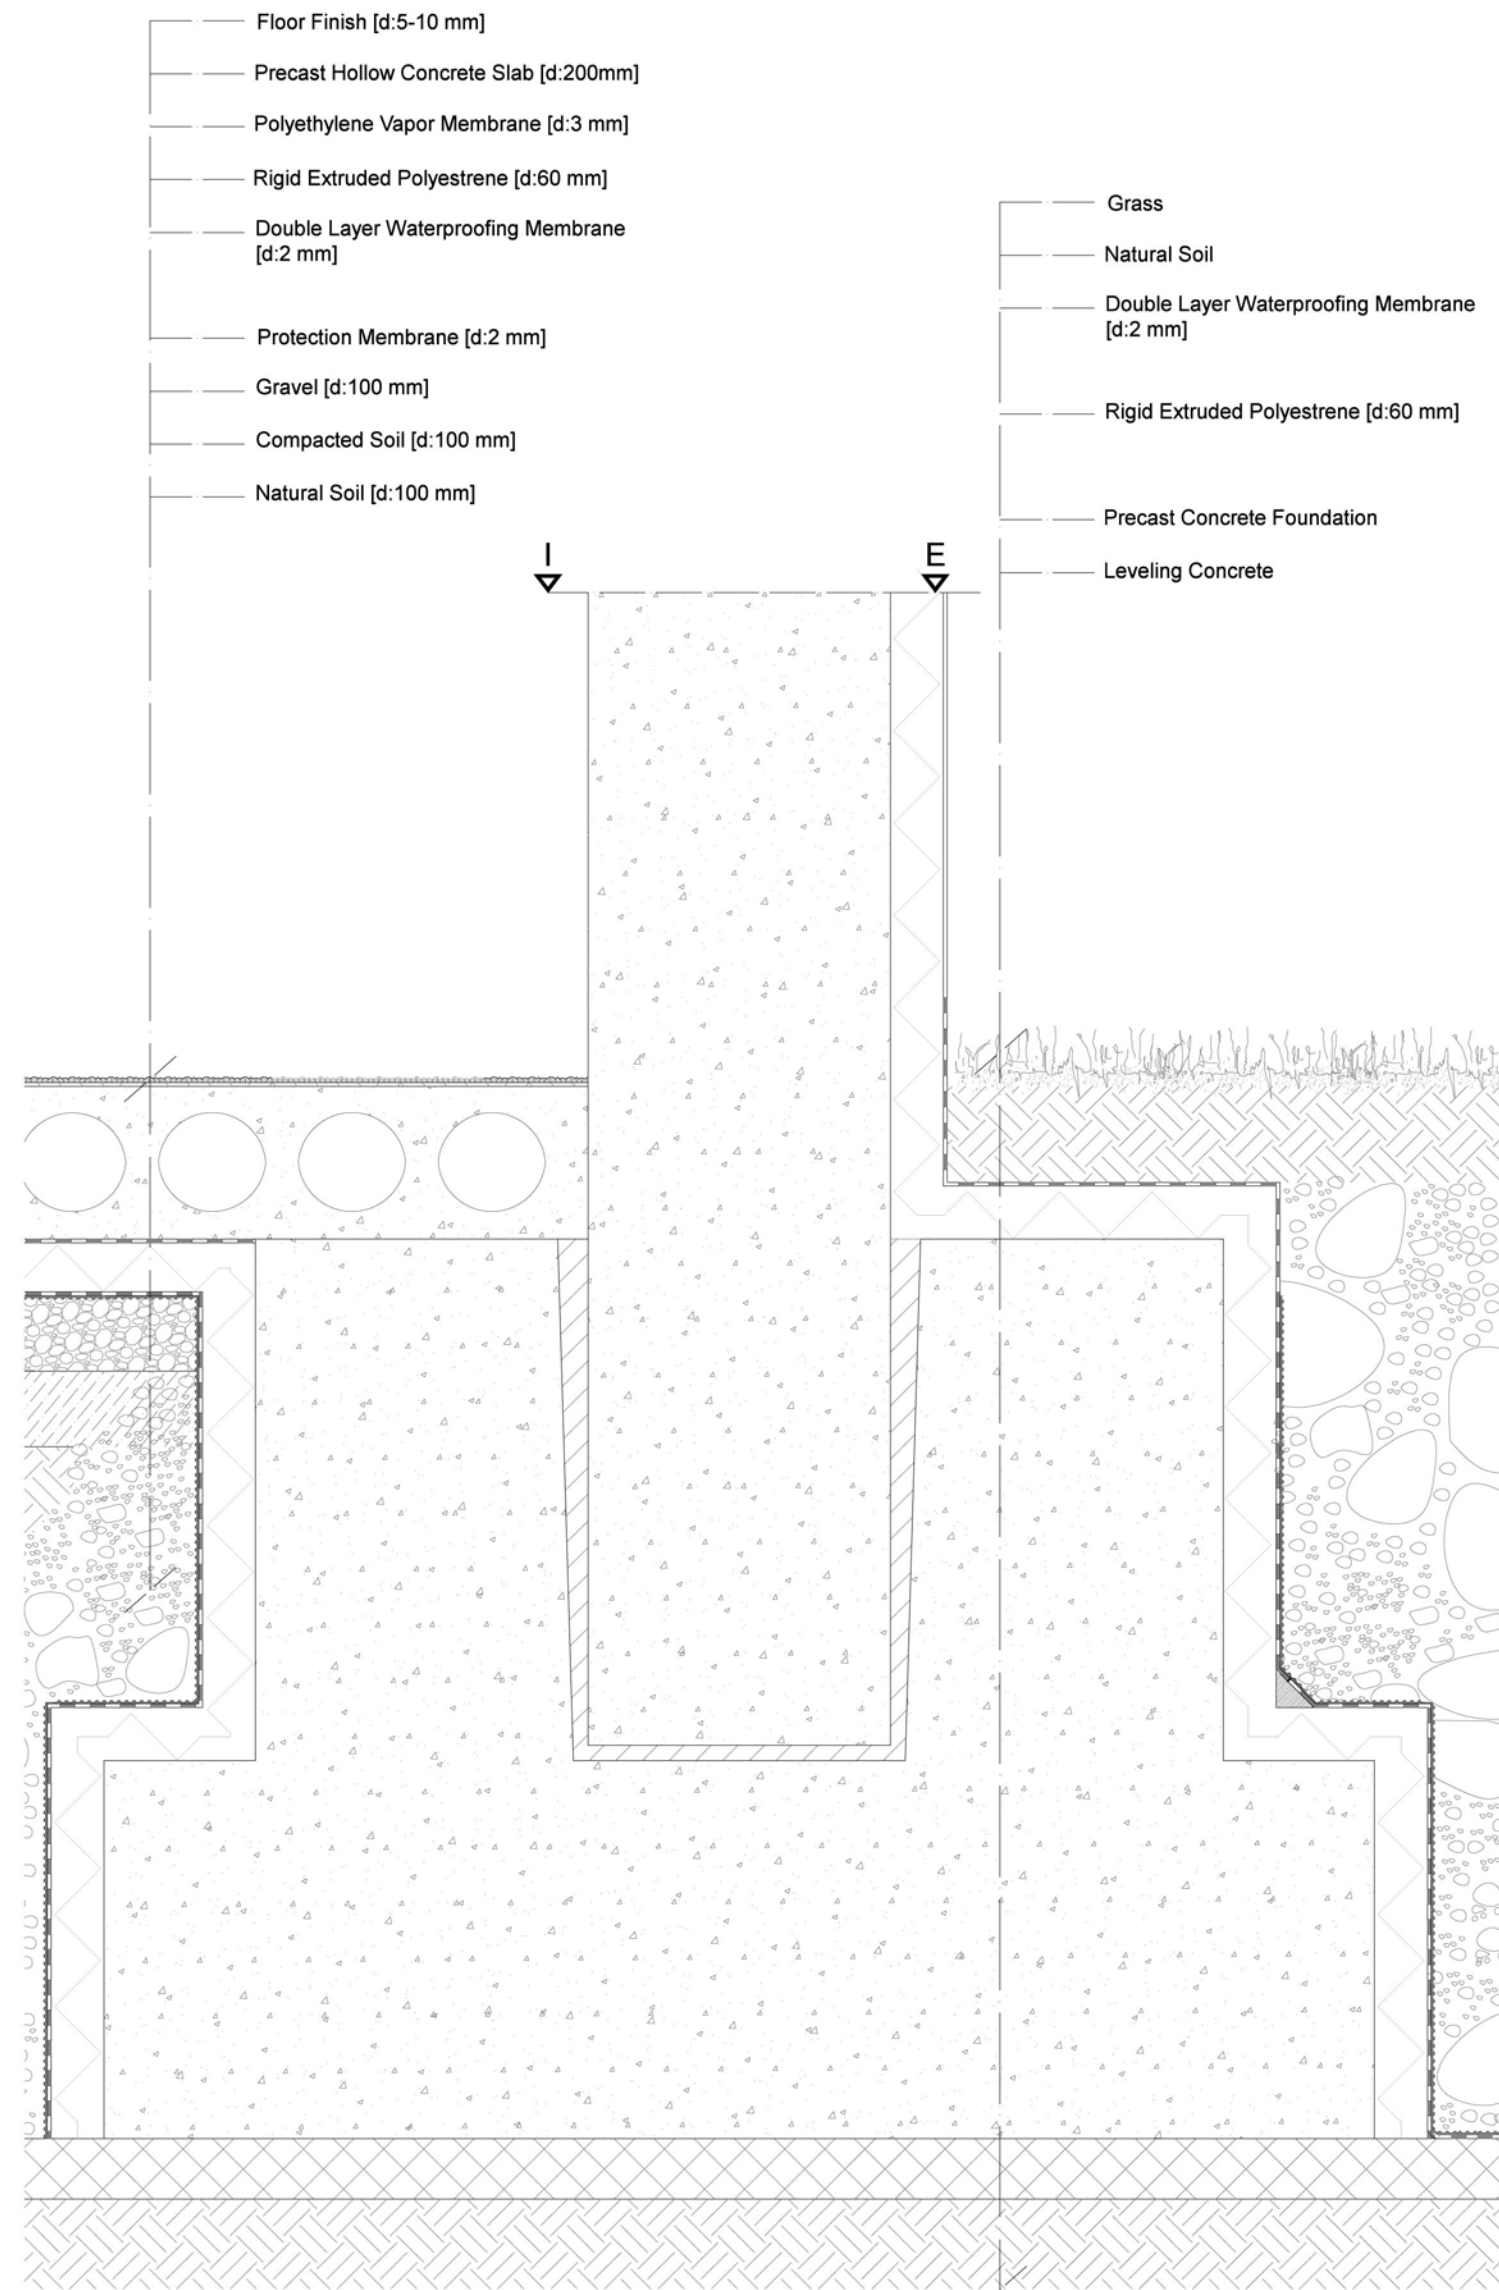 Floor Finish [d:5-10 mm]
Precast Hollow Concrete Slab [d:200mm]
Polyethylene Vapor Membrane [d:3 mm]
Rigid Extruded Polyestrene [d:60 mm]
Double Layer Waterproofing Membrane
[d:2 mm]
Protection Membrane [d:2 mm]
Gravel [d:100 mm]
Compacted Soil [d:100 mm]
Natural Soil [d:100 mm]
Grass
Natural Soil
Double Layer Waterproofing Membrane
[d:2 mm]
Rigid Extruded Polyestrene [d:60 mm]
Precast Concrete Foundation
Leveling Concrete
I
E